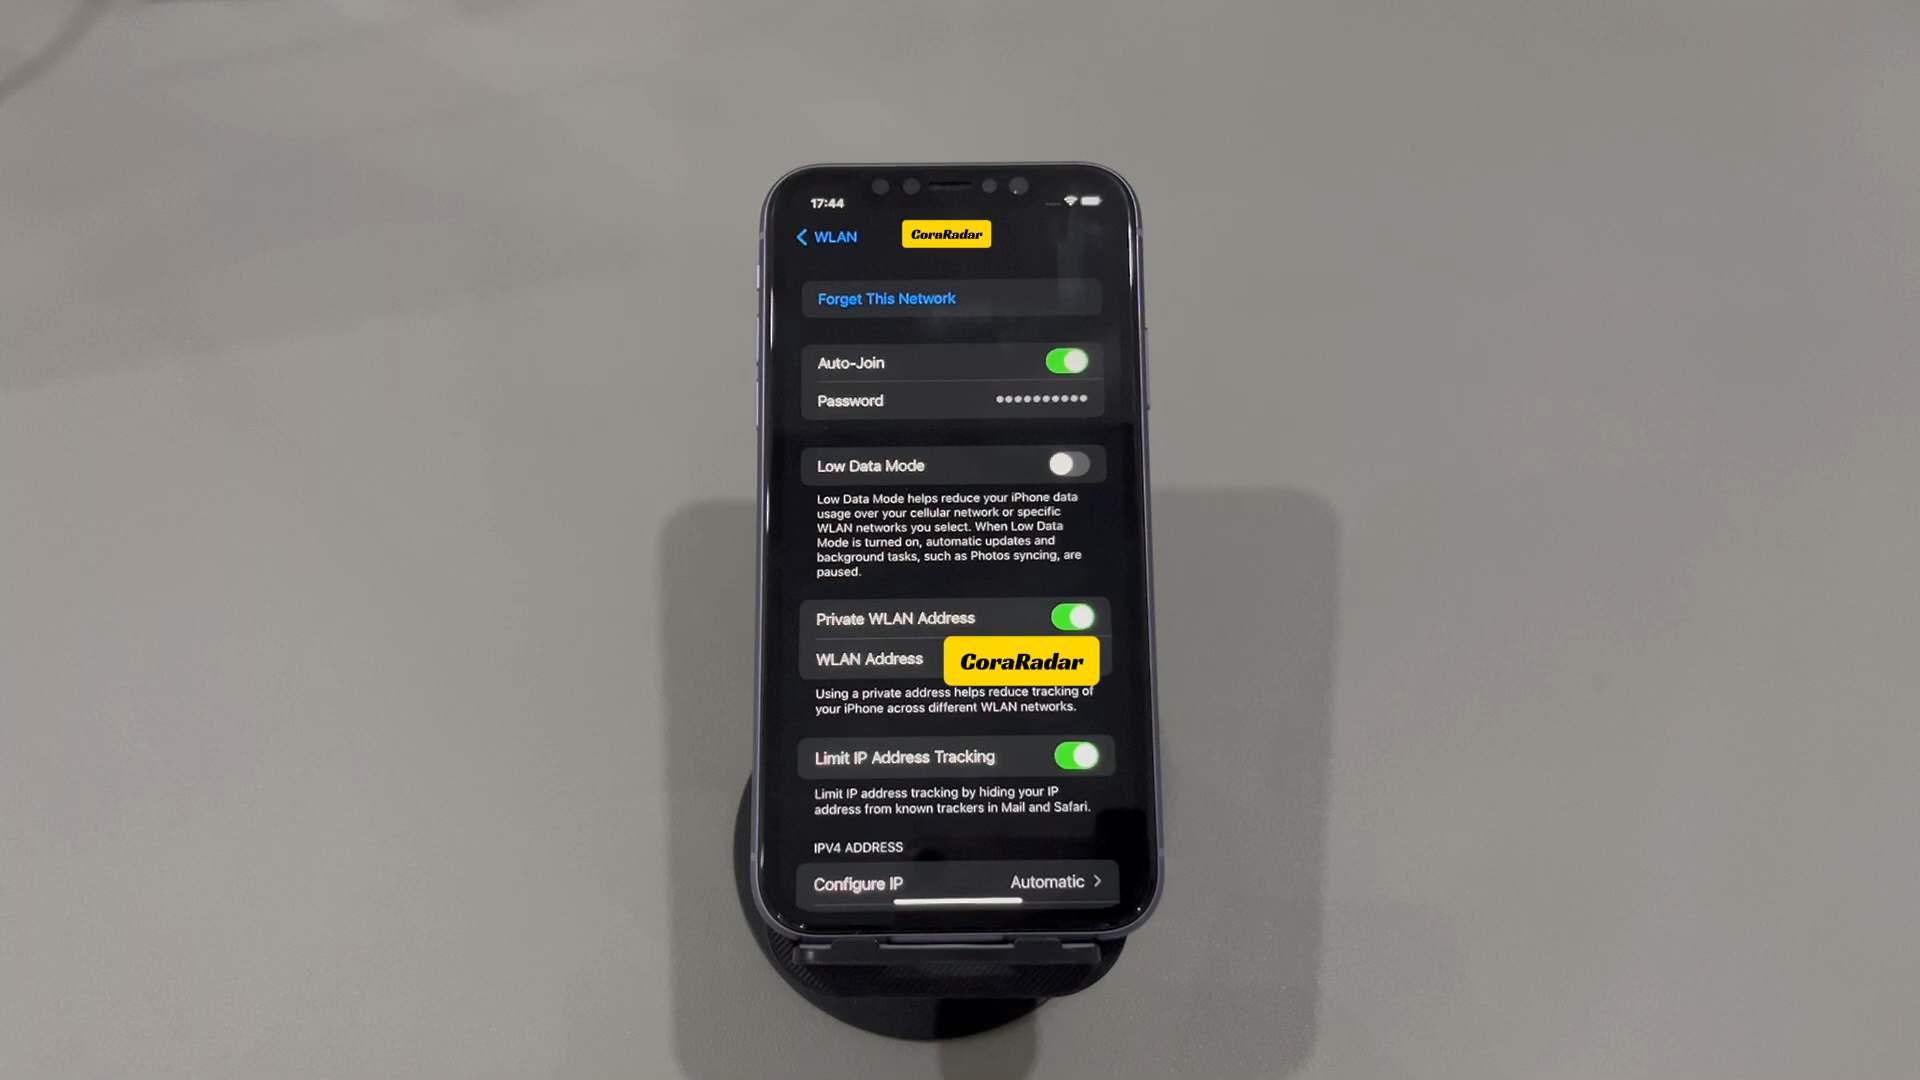 17:44
WLAN
CoraRadar
Forget This Network
Auto-Join
Password ••••••••••
Low Data Mode
Low Data Mode helps reduce your iPhone data
usage over your cellular network or specific
WLAN networks you select. When Low Data
Mode is turned on, automatic updates and
background tasks, such as Photos syncing, are
paused.
Private WLAN Address
WLAN Address CoraRadar
Using a private address helps reduce tracking of
your iPhone across different WLAN networks.
Limit IP Address Tracking
Limit IP address tracking by hiding your IP
address from known trackers in Mail and Safari.
IPV4 ADDRESS
Configure IP Automatic